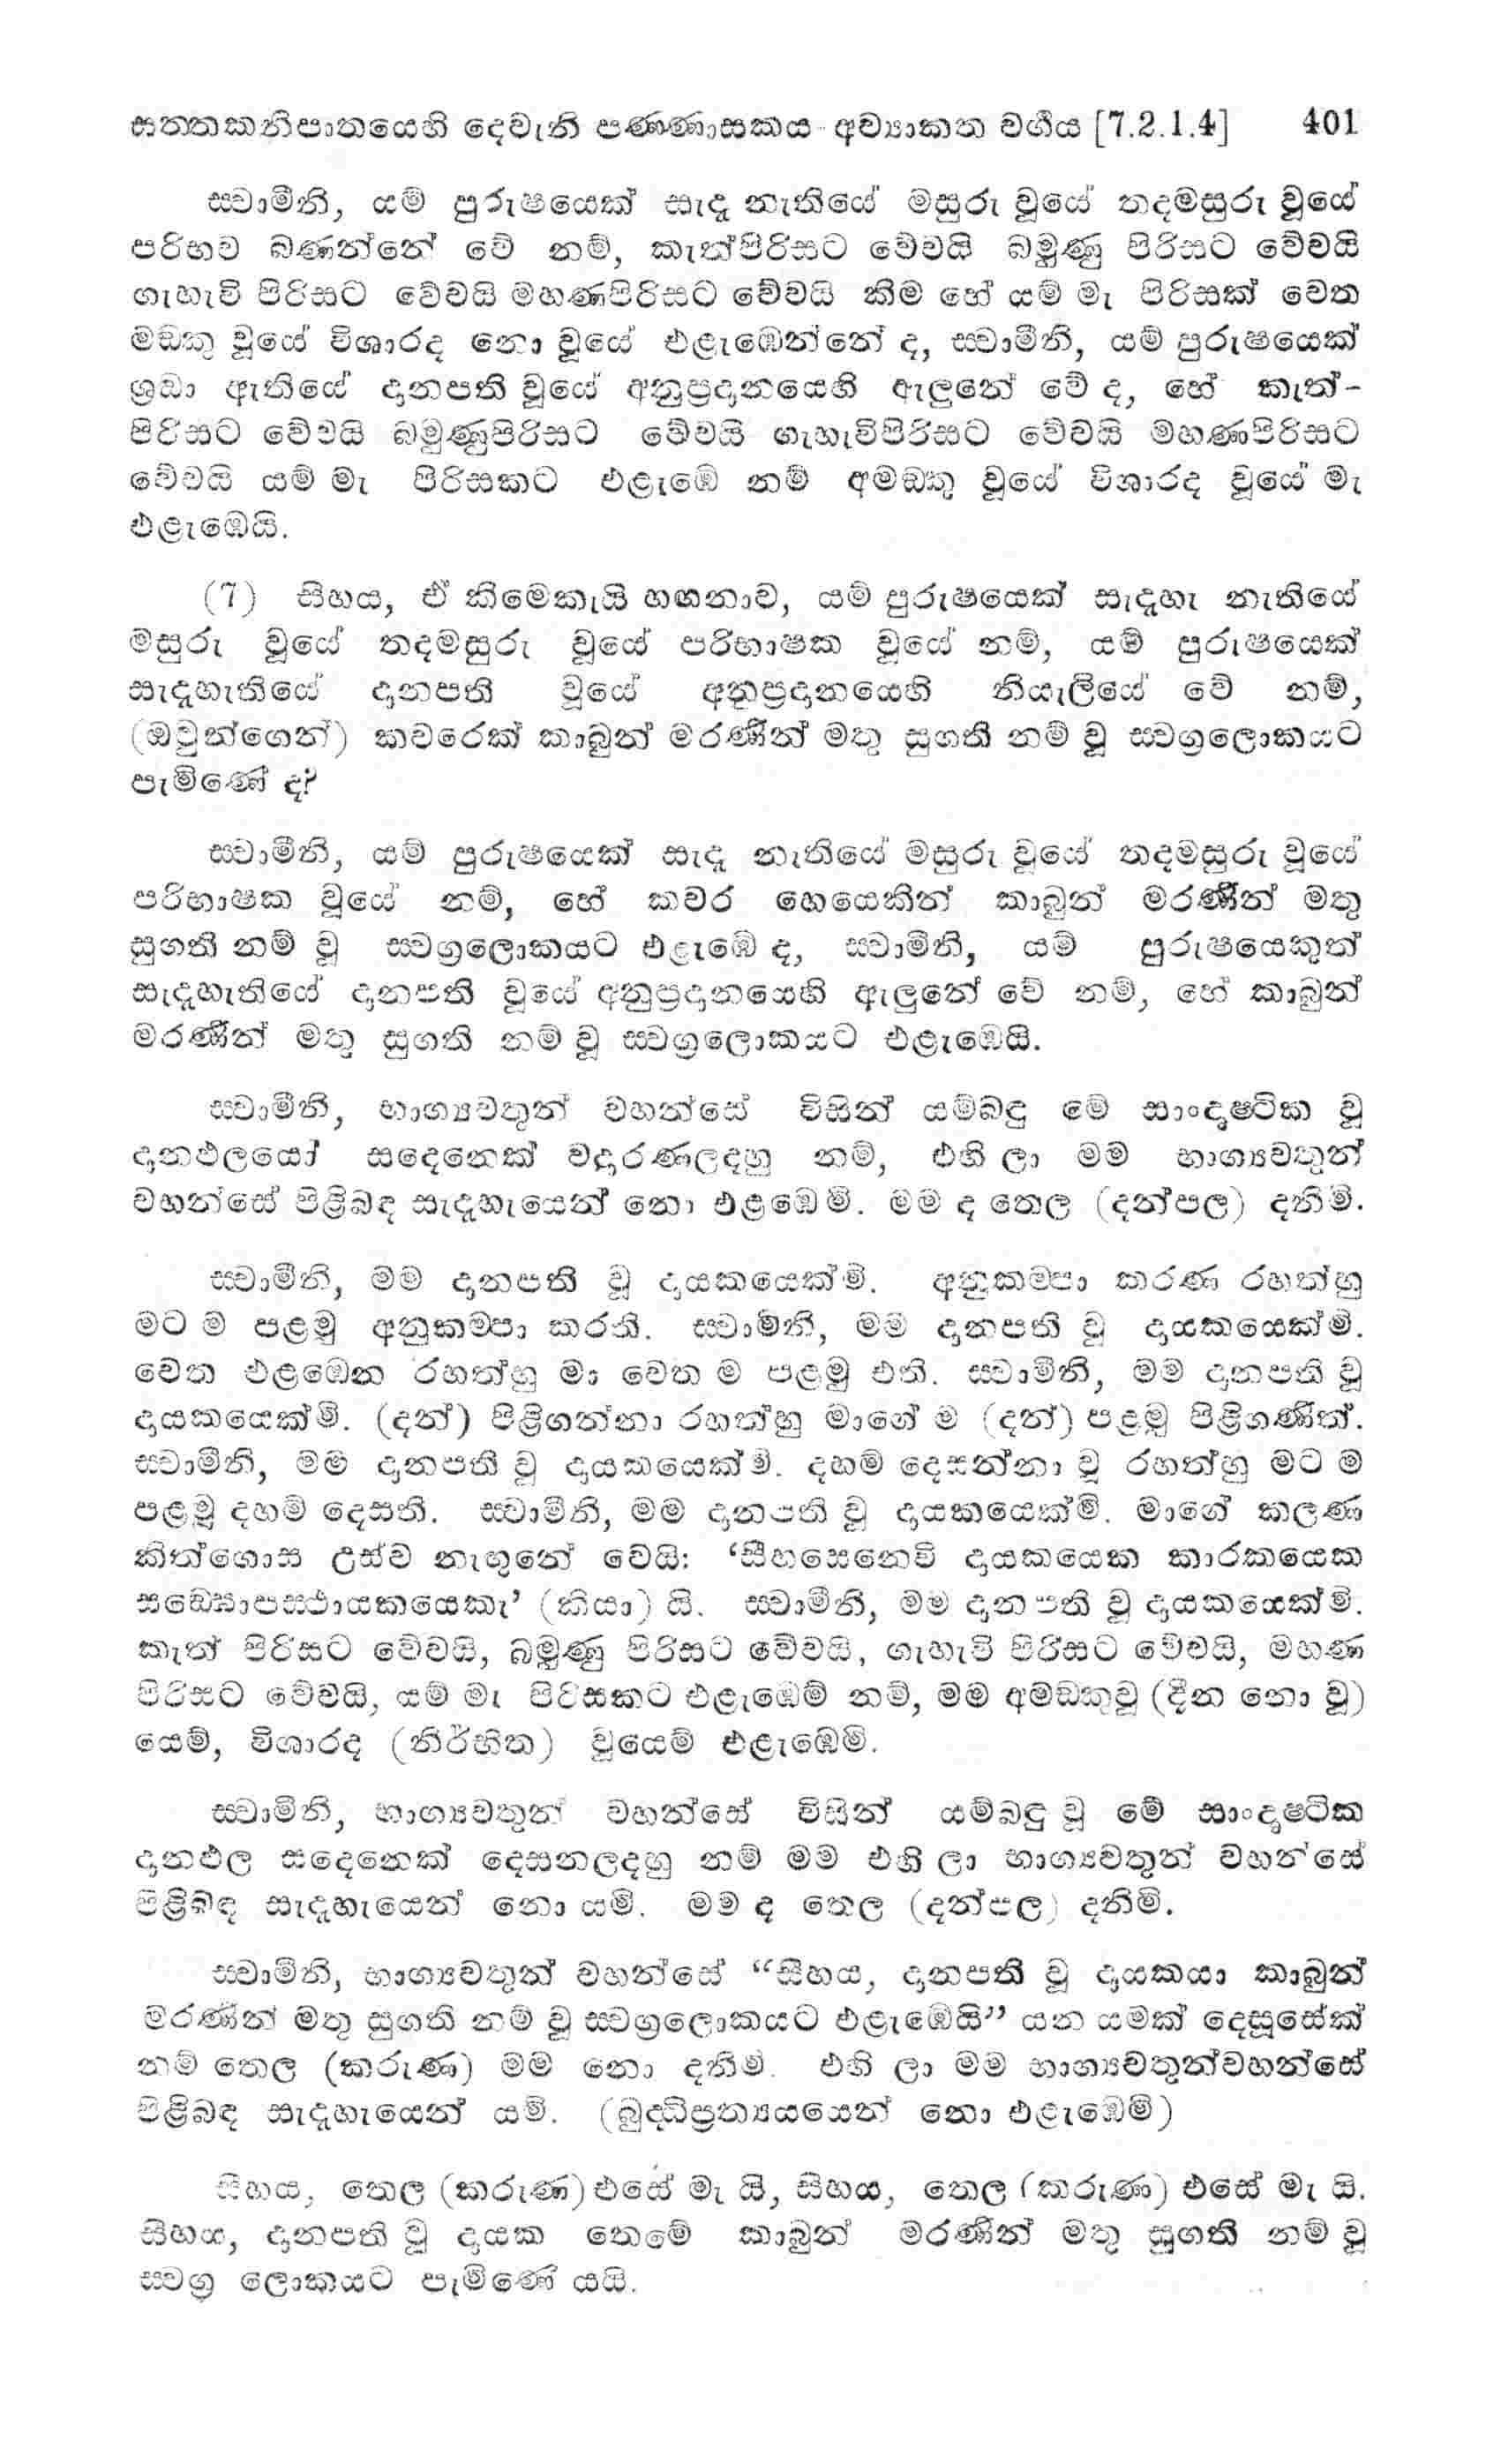 සත්තකනිපාතයෙහි දෙවැනි පණ්ණාසකය - අව්‍යාකත වර්ගය [7.2.1.4] 401
ස්වාමීනි, යම් පුරුෂයෙක් සැදෑ නැතියේ මසුරු වූයේ තදමසුරු වූයේ
පරිභව බණන්නේ වේ නම්, කැත්පිරිසට වේවයි බමුණු පිරිසට වේවයි
ගැහැවි පිරිසට වේවයි මහණපිරිසට වේවයි කිම හේ යම් මැ පිරිසක් වෙත
මඞකු වූයේ විශාරද නො වූයේ එළැඹෙන්නේ ද, ස්වාමීනි, යම් පුරුෂයෙක්
ශ්‍රද්ධා ඇතියේ දානපති වූයේ අනුප්‍රදානයෙහි ඇලුනේ වේ ද, හේ කැත්-
පිරිසට වේවයි බමුණුපිරිසට වේවයි ගැහැවිපිරිසට වේවයි මහණපිරිසට
වේවයි යම් මැ පිරිසකට එළැඹේ නම් අමඞකු වූයේ විශාරද වූයේ මැ
එළැඹෙයි.
(7) සීහය, ඒ කිමෙකැයි හඟනාව, යම් පුරුෂයෙක් සැදැහැ නැතියේ
මසුරු වූයේ තදමසුරු වූයේ පරිභාෂක වූයේ නම්, යම් පුරුෂයෙක්
සැදැහැතියේ දානපති වූයේ අනුප්‍රදානයෙහි නියැලියේ වේ නම්,
(ඔවුන්ගෙන්) කවරෙක් කාබුන් මරණින් මතු සුගති නම් වූ ස්වර්‍ගලොකයට
පැමිණේ ද?
ස්වාමීනි, යම් පුරුෂයෙක් සැදෑ නැතියේ මසුරු වූයේ තදමසුරු වූයේ
පරිභාෂක වූයේ නම්, හේ කවර හෙයෙකින් කාබුන් මරණින් මතු
සුගති නම් වූ ස්වර්‍ගලොකයට එළැඹේ ද, ස්වාමීනි, යම් පුරුෂයෙකුත්
සැදැහැතියේ දානපති වූයේ අනුප්‍රදානයෙහි ඇලුනේ වේ නම්, හේ කාබුන්
මරණින් මතු සුගති නම් වූ ස්වර්‍ගලොකයට එළැඹෙයි.
ස්වාමීනි, භාග්‍යවතුන් වහන්සේ විසින් යම්බඳු මේ සාංදෘෂ්ටික වූ
දානඵලයෝ සදෙනෙක් වදාරණලදහු නම්, එහි ලා මම භාග්‍යවතුන්
වහන්සේ පිළිබඳ සැදැහැයෙන් නො එළඹෙමි. මම ද තෙල (දන්පල) දනිමි.
ස්වාමීනි, මම දානපති වූ දායකයෙක්මි. අනුකම්පා කරණ රහත්හු
මට ම පළමු අනුකම්පා කරති. ස්වාමීනි, මම දානපති වූ දායකයෙක්මි.
වෙත එළඹෙන රහත්හු මා වෙත ම පළමු එති. ස්වාමීනි, මම දානපති වූ
දායකයෙක්මි. (දන්) පිළිගන්නා රහත්හු මාගේ ම (දන්) පළමු පිළිගණිත්.
ස්වාමීනි, මම දානපති වූ දායකයෙක්මි. දහම් දෙසන්නා වූ රහත්හු මට ම
පළමු දහම් දෙසති. ස්වාමීනි, මම දානපති වූ දායකයෙක්මි. මාගේ කලණ
කිත්ගොස උස්ව නැඟුනේ වෙයි: ‘සීහසෙනෙවි දායකයෙක කාරකයෙක
සඞ්ඝොපස්ථායකයෙකැ’ (කියා) යි. ස්වාමීනි, මම දානපති වූ දායකයෙක්මි.
කැත් පිරිසට වේවයි, බමුණු පිරිසට වේවයි, ගැහැවි පිරිසට වේවයි, මහණ
පිරිසට වේවයි, යම් මැ පිරිසකට එළැඹෙම් නම්, මම අමඞකුවූ (දීන නො වූ)
යෙම්, විශාරද (නිර්භීත) වූයෙම් එළැඹෙමි.
ස්වාමීනි, භාග්‍යවතුන් වහන්සේ විසින් යම්බඳු වූ මේ සාංදෘෂ්ටික
දානඵල සදෙනෙක් දෙසනලදහු නම් මම එහි ලා භාග්‍යවතුන් වහන්සේ
පිළිබඳ සැදැහැයෙන් නො යමි. මම ද තෙල (දන්පල) දනිමි.
ස්වාමීනි, භාග්‍යවතුන් වහන්සේ “සීහය, දානපති වූ දායකයා කාබුන්
මරණින් මතු සුගති නම් වූ ස්වර්‍ගලොකයට එළැඹෙයි” යන යමක් දෙසූසේක්
නම් තෙල (කරුණ) මම නො දනිමි. එහි ලා මම භාග්‍යවතුන්වහන්සේ
පිළිබඳ සැදැහැයෙන් යමි. (බුද්ධිප්‍රත්‍යයයෙන් නො එළැඹෙමි)
සීහය, තෙල (කරුණ) එසේ මැ යි, සීහය, තෙල (කරුණ) එසේ මැ යි.
සීහය, දානපති වූ දායක තෙමේ කාබුන් මරණින් මතු සුගති නම් වූ
ස්වර්‍ග ලොකයට පැමිණේ යයි.